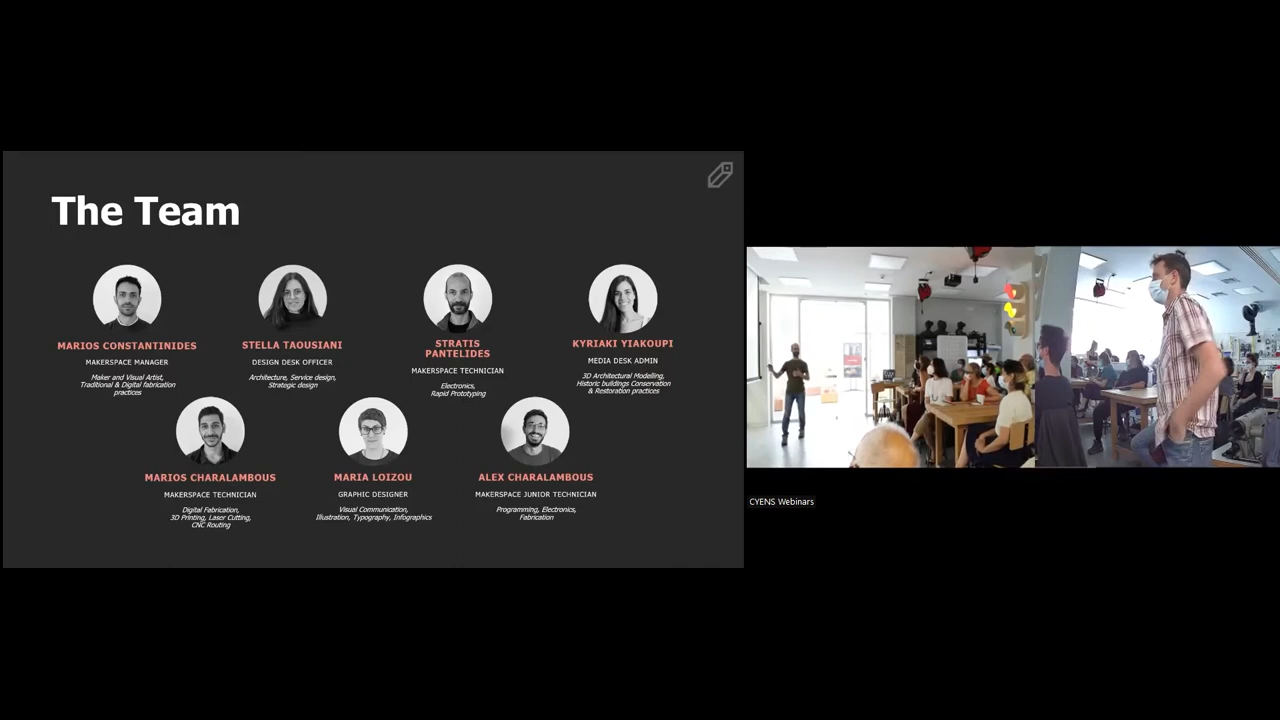 The Team
MARIOS CONSTANTINIDES
MAKERSPACE MANAGER
Maker and Visual Artist,
Traditional & Digital fabrication
practices
STELLA TAOUSIANI
DESIGN DESK OFFICER
Architecture, Service design,
Strategic design
STRATIS
PANTELIDES
MAKERSPACE TECHNICIAN
Electronics,
Rapid Prototyping
KYRIAKI YIAKOUPI
MEDIA DESK ADMIN
3D Architectural Modelling,
Historic buildings Conservation
& Restoration practices
MARIOS CHARALAMBOUS
MAKERSPACE TECHNICIAN
Digital Fabrication,
3D Printing, Laser Cutting,
CNC Routing
MARIA LOIZOU
GRAPHIC DESIGNER
Visual Communication,
Illustration, Typography, Infographics
ALEX CHARALAMBOUS
MAKERSPACE JUNIOR TECHNICIAN
Programming, Electronics,
Fabrication
CYENS Webinars